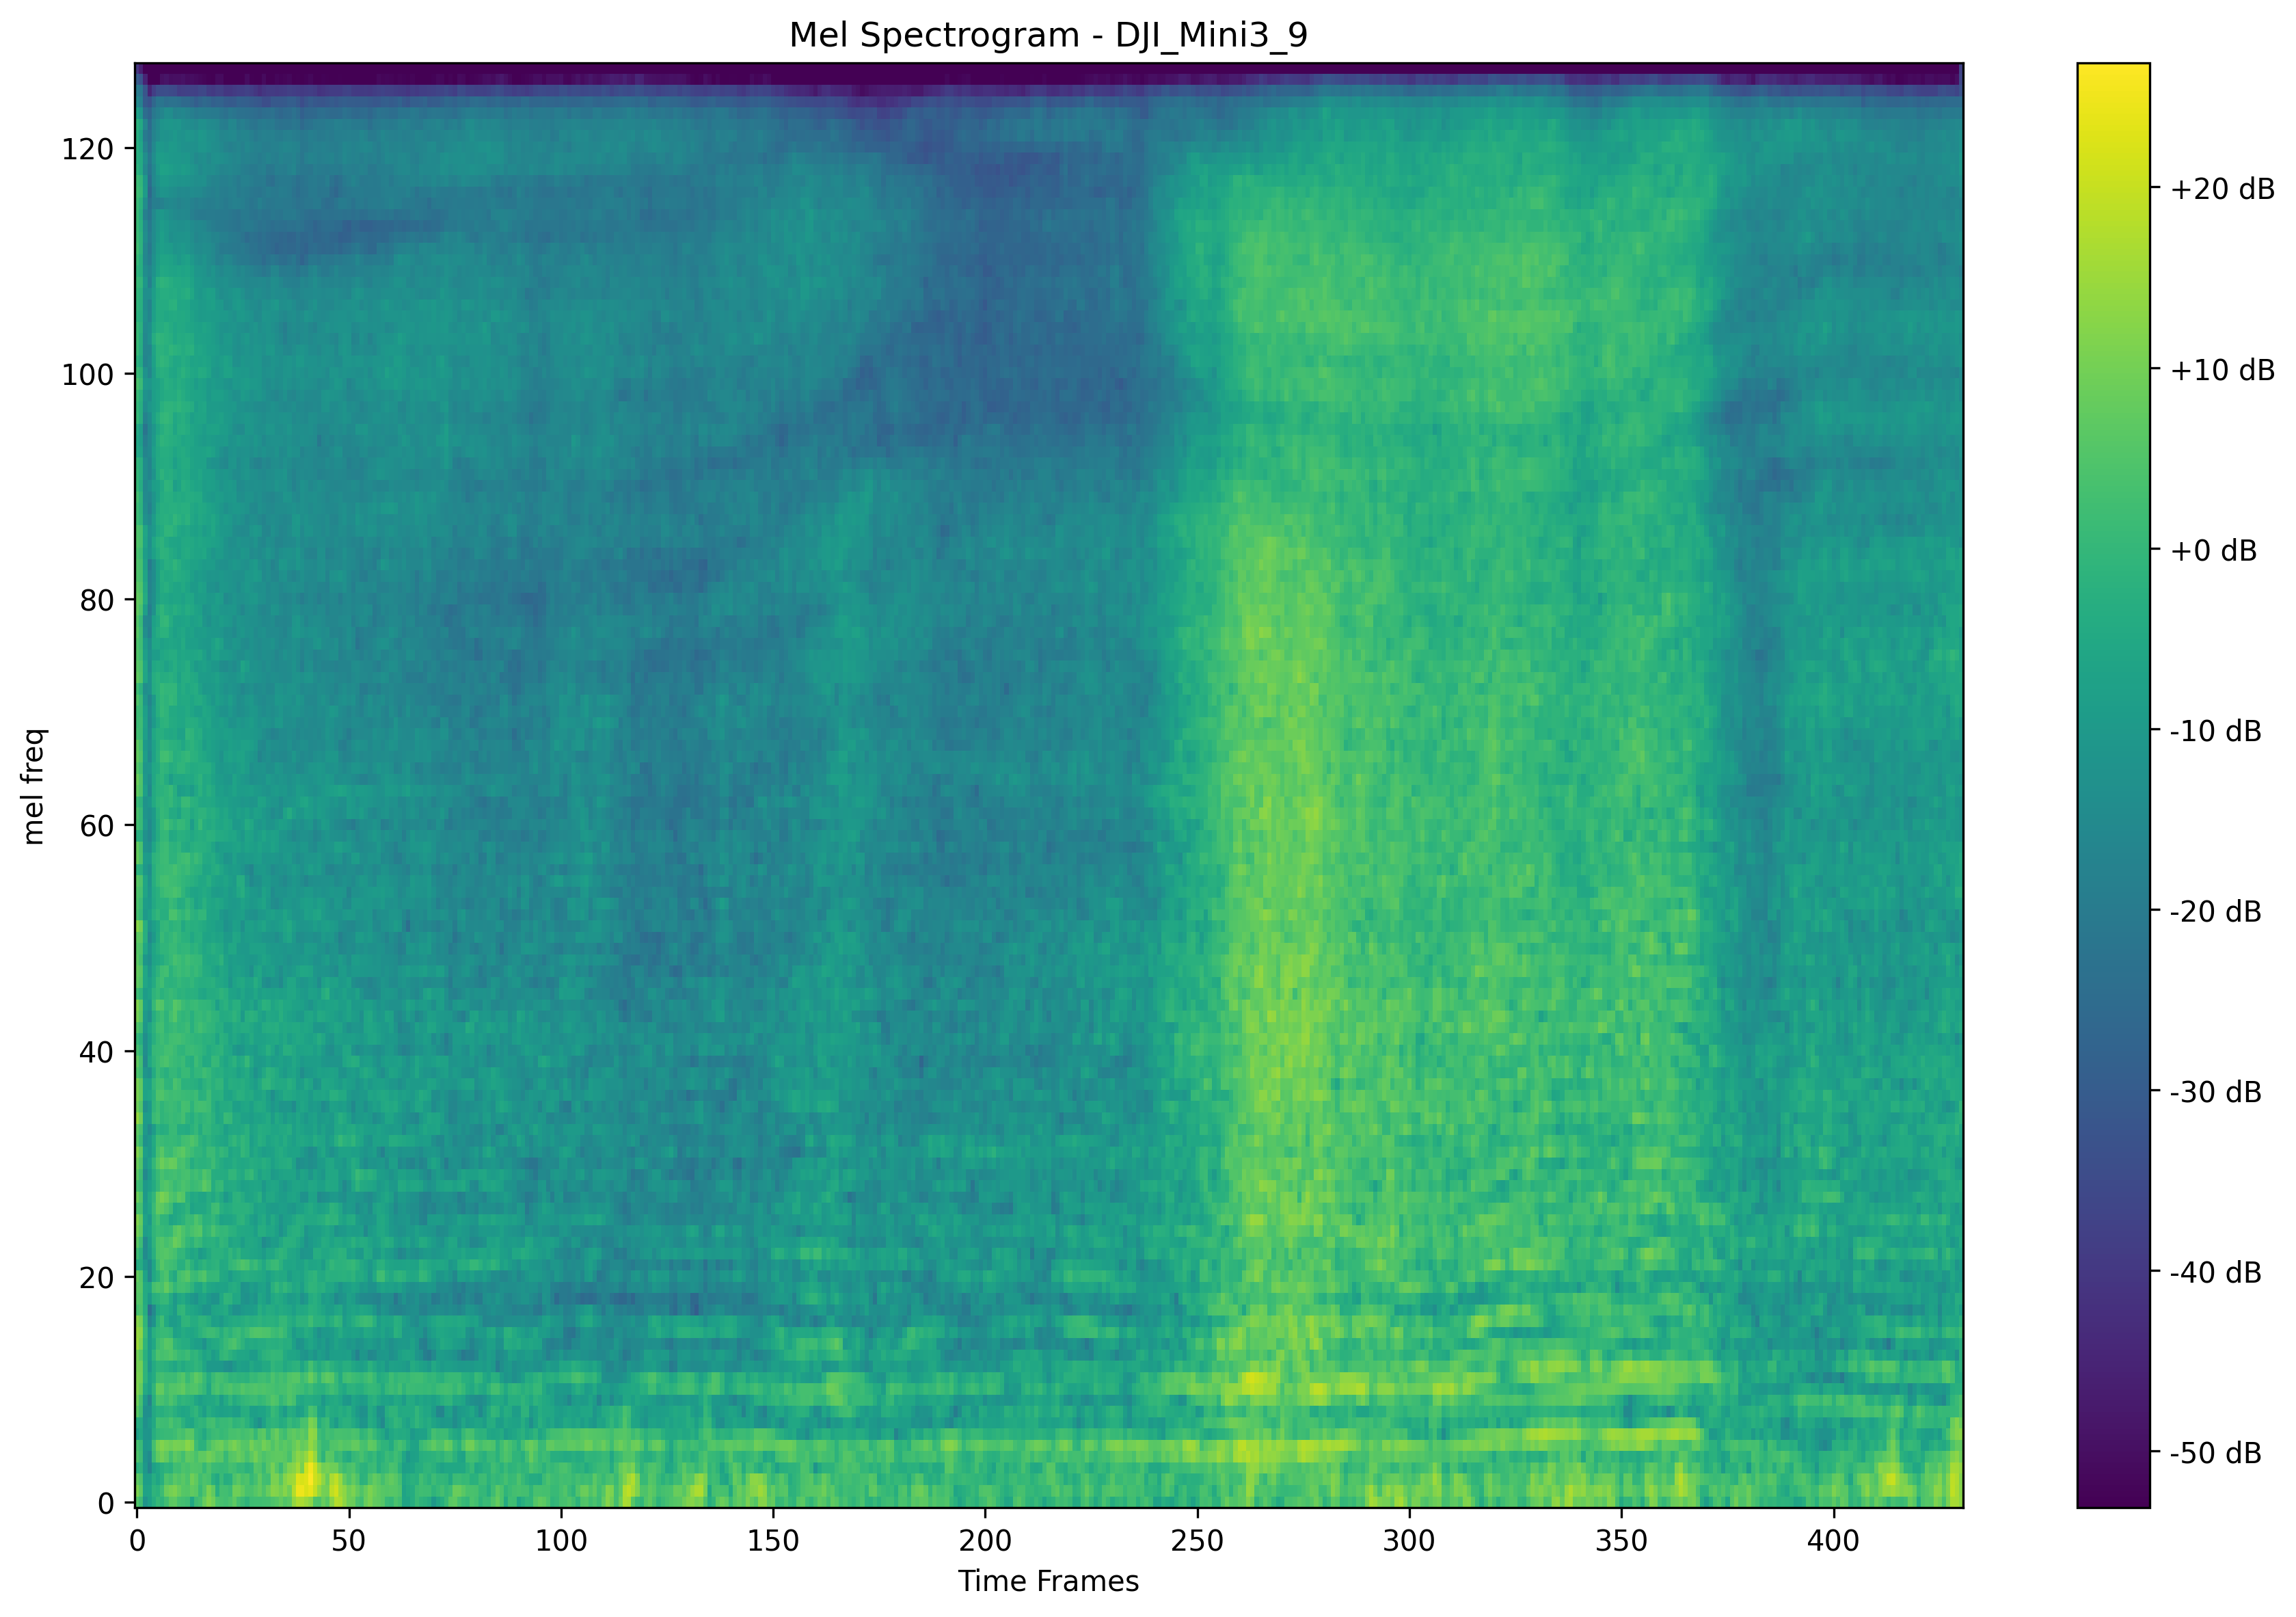 Mel Spectrogram - DJI_Mini3_9
mel freq
120
100
80
60
40
20
0
0 50 100 150 200 250 300 350 400
Time Frames
+20 dB
+10 dB
+0 dB
-10 dB
-20 dB
-30 dB
-40 dB
-50 dB